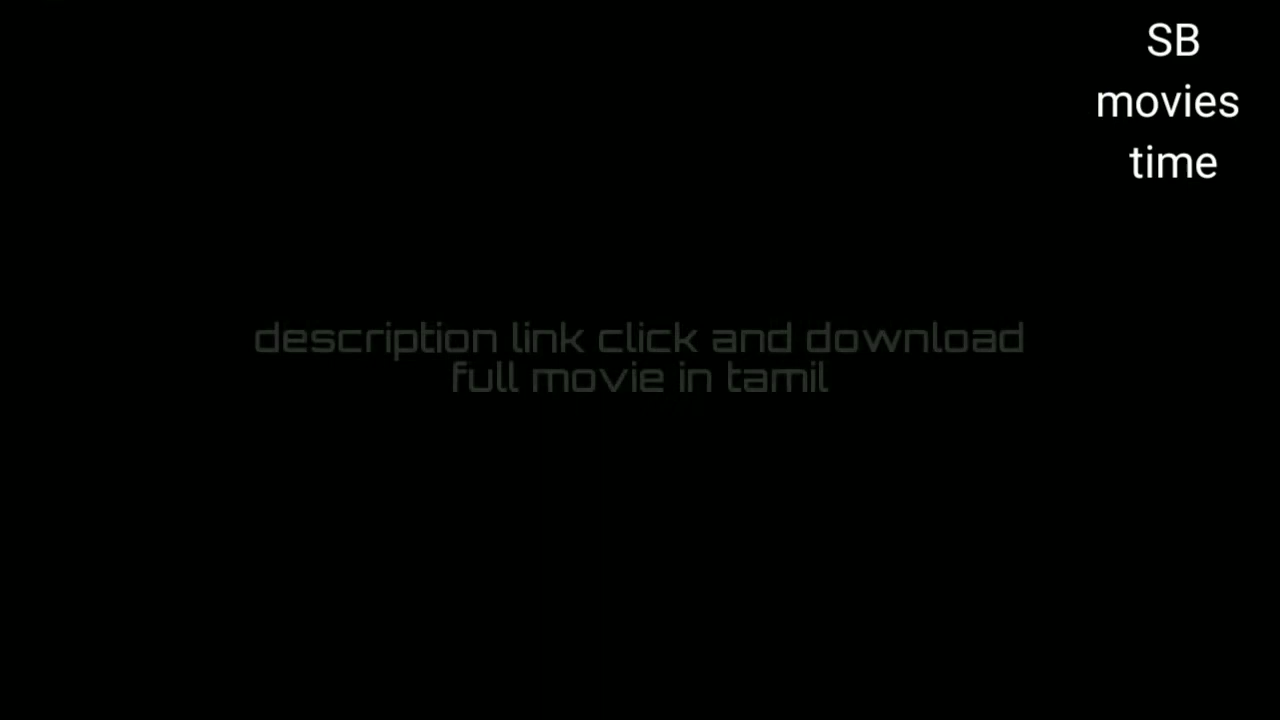 SB
movies
time
description link click and download
full movie in tamil